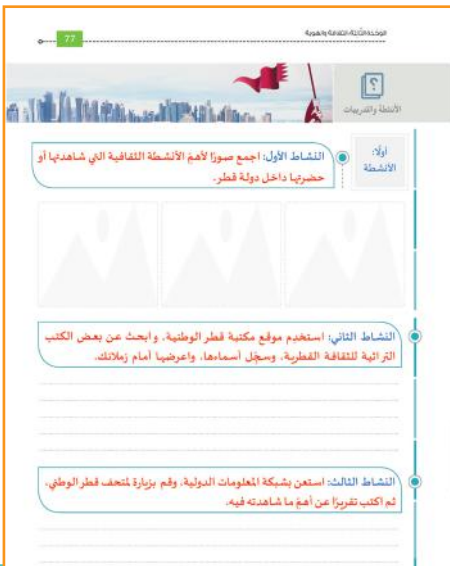 الوحدة الثالثة: الثقافة والهوية
77
الأنشطة والتدريبات
أولًا:
الأنشطة
النشاط الأول: اجمع صورًا لأهمّ الأنشطة الثقافية التي شاهدتها أو
حضرتها داخل دولة قطر.
النشاط الثاني: استخدِم موقع مكتبة قطر الوطنية، وابحث عن بعض الكتب
التراثية للثقافة القطرية، وسجّل أسماءها، واعرضها أمام زملائك.
النشاط الثالث: استعن بشبكة المعلومات الدولية، وقم بزيارة لمتحف قطر الوطني،
ثم اكتب تقريرًا عن أهمّ ما شاهدته فيه.